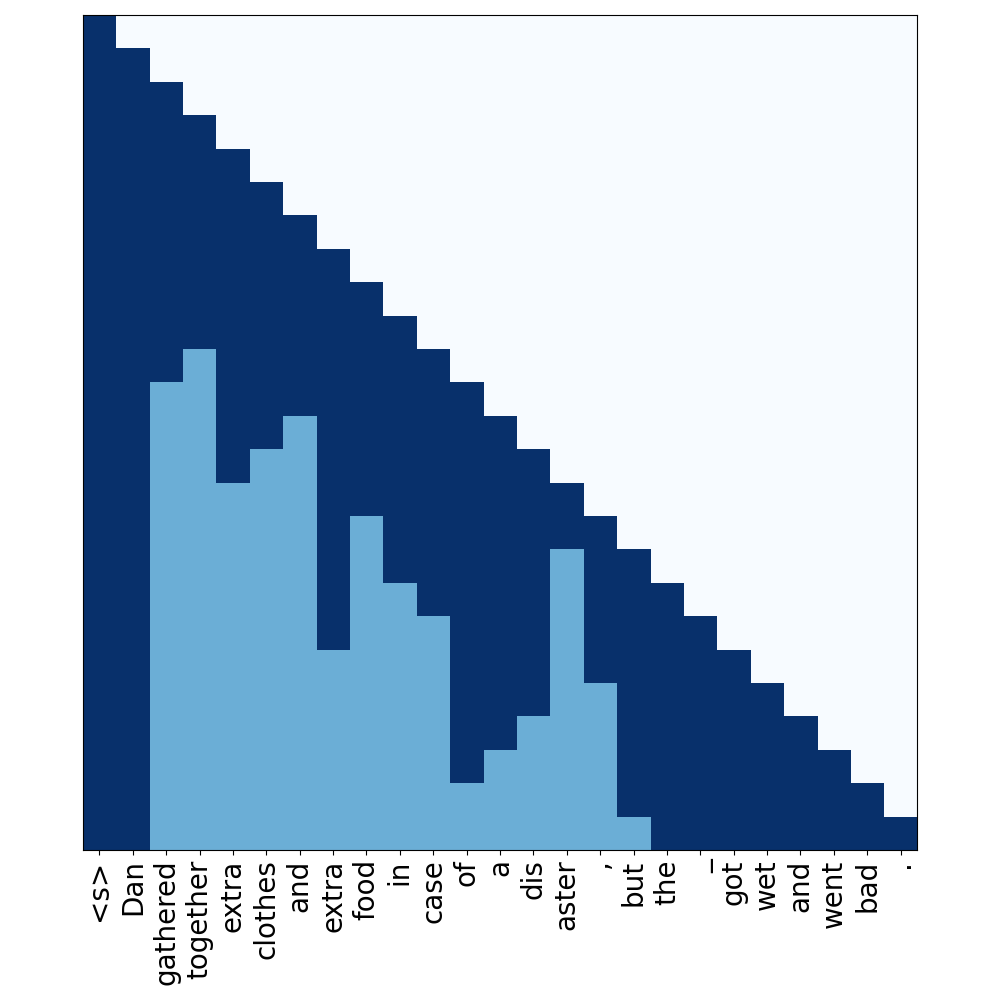 <s>
Dan
gathered
together
extra
clothes
and
extra
food
in
case
of
a
dis
aster
,
but
the
_
got
wet
and
went
bad
.